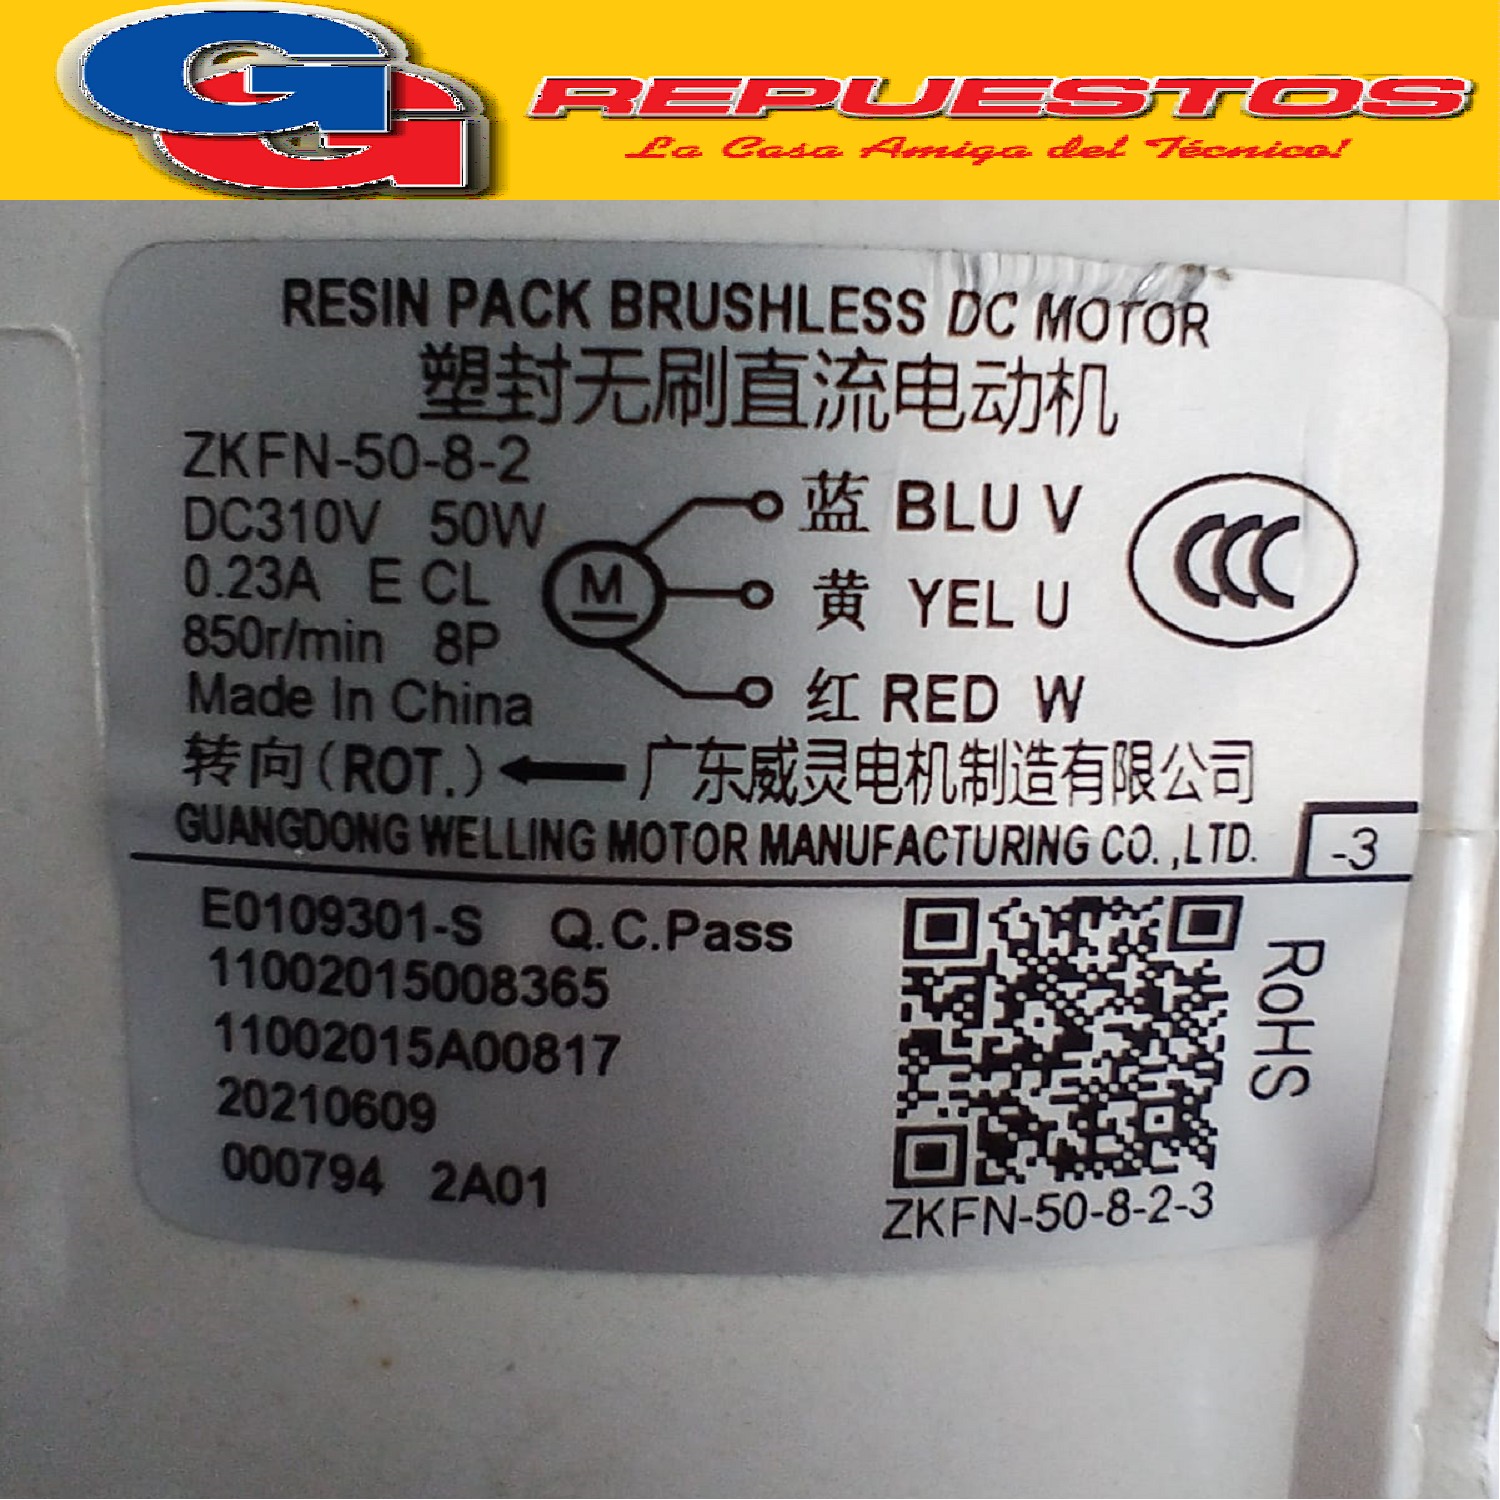 GG REPUESTOS
La Casa Amiga del Técnico!
RESIN PACK BRUSHLESS DC MOTOR
塑封无刷直流电动机
ZKFN-50-8-2
DC310V 50W
0.23A E CL
850r/min 8P
Made In China
M
蓝 BLU V
黄 YEL U
红 RED W
CCC
转向(ROT.) 广东威灵电机制造有限公司
GUANGDONG WELLING MOTOR MANUFACTURING CO.,LTD.
-3
E0109301-S Q.C.Pass
11002015008365
11002015A00817
20210609
000794 2A01
RoHS
ZKFN-50-8-2-3